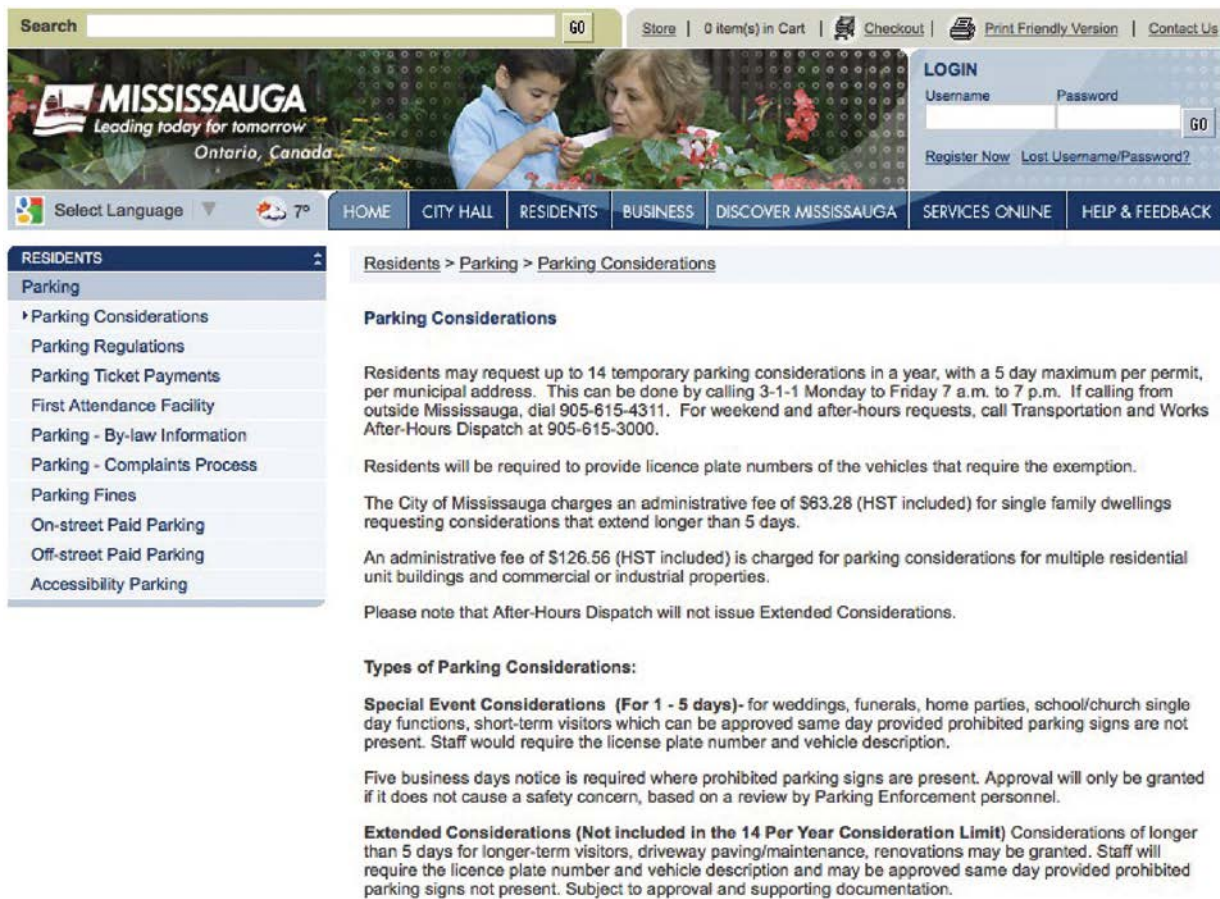 Search GO Store | 0 item(s) in Cart | Checkout | Print Friendly Version | Contact Us
MISSISSAUGA
Leading today for tomorrow
Ontario, Canada
LOGIN
Username Password
GO
Register Now Lost Username/Password?
Select Language 7°
HOME CITY HALL RESIDENTS BUSINESS DISCOVER MISSISSAUGA SERVICES ONLINE HELP & FEEDBACK
RESIDENTS
Parking
Parking Considerations
Parking Regulations
Parking Ticket Payments
First Attendance Facility
Parking - By-law Information
Parking - Complaints Process
Parking Fines
On-street Paid Parking
Off-street Paid Parking
Accessibility Parking
Residents > Parking > Parking Considerations
Parking Considerations
Residents may request up to 14 temporary parking considerations in a year, with a 5 day maximum per permit,
per municipal address. This can be done by calling 3-1-1 Monday to Friday 7 a.m. to 7 p.m. If calling from
outside Mississauga, dial 905-615-4311. For weekend and after-hours requests, call Transportation and Works
After-Hours Dispatch at 905-615-3000.
Residents will be required to provide licence plate numbers of the vehicles that require the exemption.
The City of Mississauga charges an administrative fee of $63.28 (HST included) for single family dwellings
requesting considerations that extend longer than 5 days.
An administrative fee of $126.56 (HST included) is charged for parking considerations for multiple residential
unit buildings and commercial or industrial properties.
Please note that After-Hours Dispatch will not issue Extended Considerations.
Types of Parking Considerations:
Special Event Considerations (For 1 - 5 days)- for weddings, funerals, home parties, school/church single
day functions, short-term visitors which can be approved same day provided prohibited parking signs are not
present. Staff would require the license plate number and vehicle description.
Five business days notice is required where prohibited parking signs are present. Approval will only be granted
if it does not cause a safety concern, based on a review by Parking Enforcement personnel.
Extended Considerations (Not included in the 14 Per Year Consideration Limit) Considerations of longer
than 5 days for longer-term visitors, driveway paving/maintenance, renovations may be granted. Staff will
require the licence plate number and vehicle description and may be approved same day provided prohibited
parking signs not present. Subject to approval and supporting documentation.